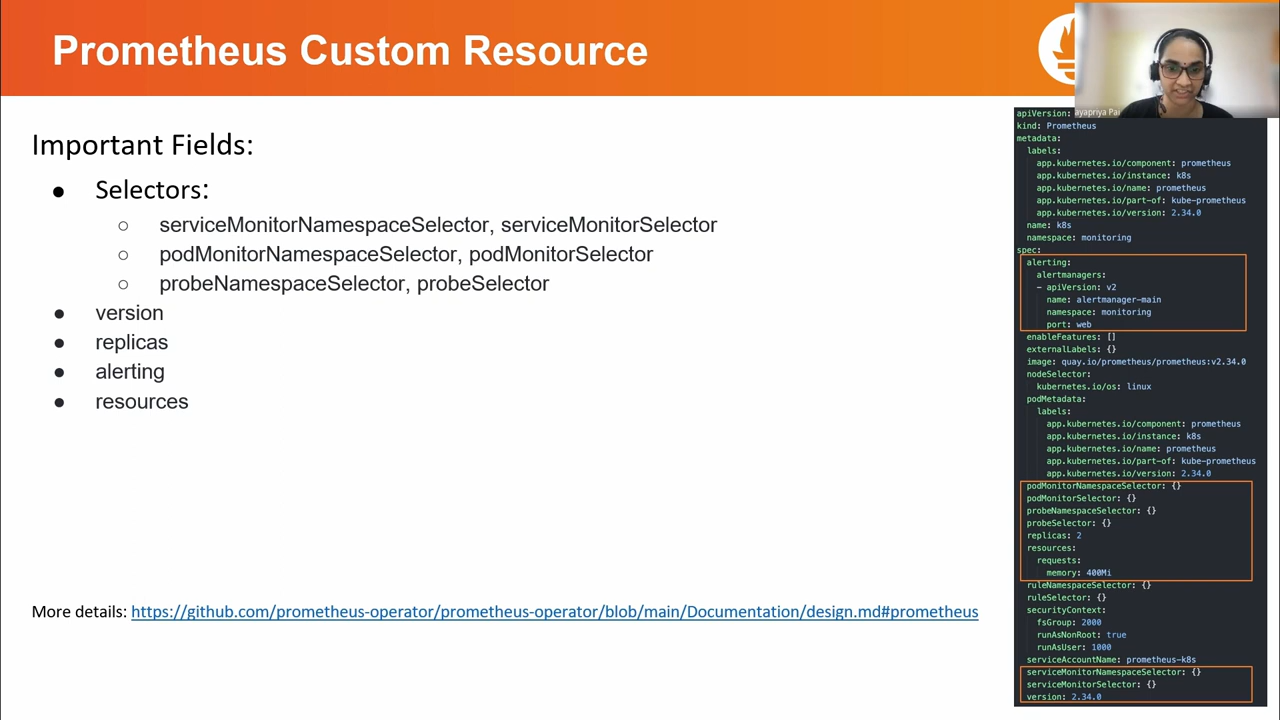 Prometheus Custom Resource
Important Fields:
● Selectors:
○ serviceMonitorNamespaceSelector, serviceMonitorSelector
○ podMonitorNamespaceSelector, podMonitorSelector
○ probeNamespaceSelector, probeSelector
● version
● replicas
● alerting
● resources
More details: https://github.com/prometheus-operator/prometheus-operator/blob/main/Documentation/design.md#prometheus
apiVersion:
kind: Prometheus
metadata:
labels:
app.kubernetes.io/component: prometheus
app.kubernetes.io/instance: k8s
app.kubernetes.io/name: prometheus
app.kubernetes.io/part-of: kube-prometheus
app.kubernetes.io/version: 2.34.0
name: k8s
namespace: monitoring
spec:
alerting:
alertmanagers:
- apiVersion: v2
name: alertmanager-main
namespace: monitoring
port: web
enableFeatures: []
externalLabels: {}
image: quay.io/prometheus/prometheus:v2.34.0
nodeSelector:
kubernetes.io/os: linux
podMetadata:
labels:
app.kubernetes.io/component: prometheus
app.kubernetes.io/instance: k8s
app.kubernetes.io/name: prometheus
app.kubernetes.io/part-of: kube-prometheus
app.kubernetes.io/version: 2.34.0
podMonitorNamespaceSelector: {}
podMonitorSelector: {}
probeNamespaceSelector: {}
probeSelector: {}
replicas: 2
resources:
requests:
memory: 400Mi
ruleNamespaceSelector: {}
ruleSelector: {}
securityContext:
fsGroup: 2000
runAsNonRoot: true
runAsUser: 1000
serviceAccountName: prometheus-k8s
serviceMonitorNamespaceSelector: {}
serviceMonitorSelector: {}
version: 2.34.0